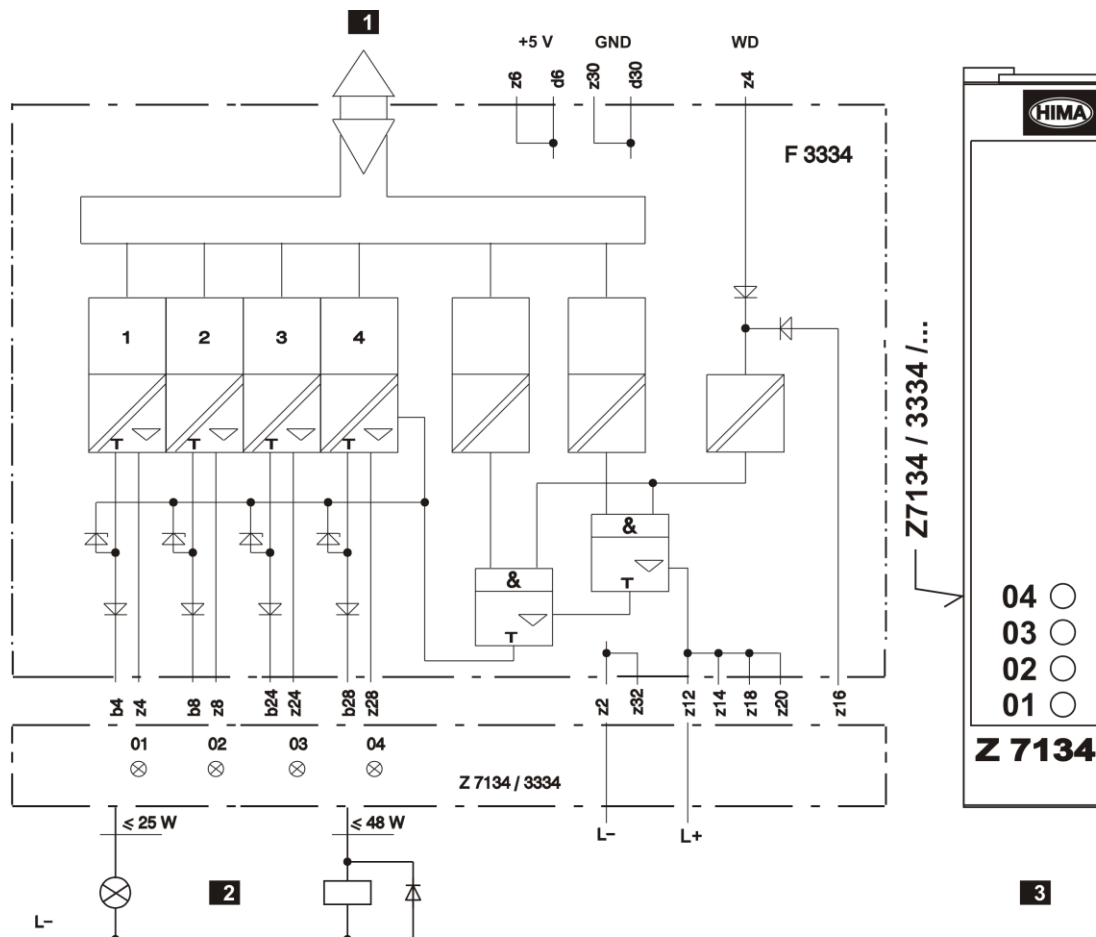 1
+5 V GND WD
z6 d6 z30 d30 z4
HIMA
F 3334
1 2 3 4
T T T T
&
T
&
T
Z7134 / 3334 /...
04
03
02
01
Z 7134
b4 z4 b8 z8 b24 z24 b28 z28 z2 z32 z12 z14 z18 z20 z16
01 02 03 04
Z 7134 / 3334
≤ 25 W ≤ 48 W
L− L+
2
3
L−